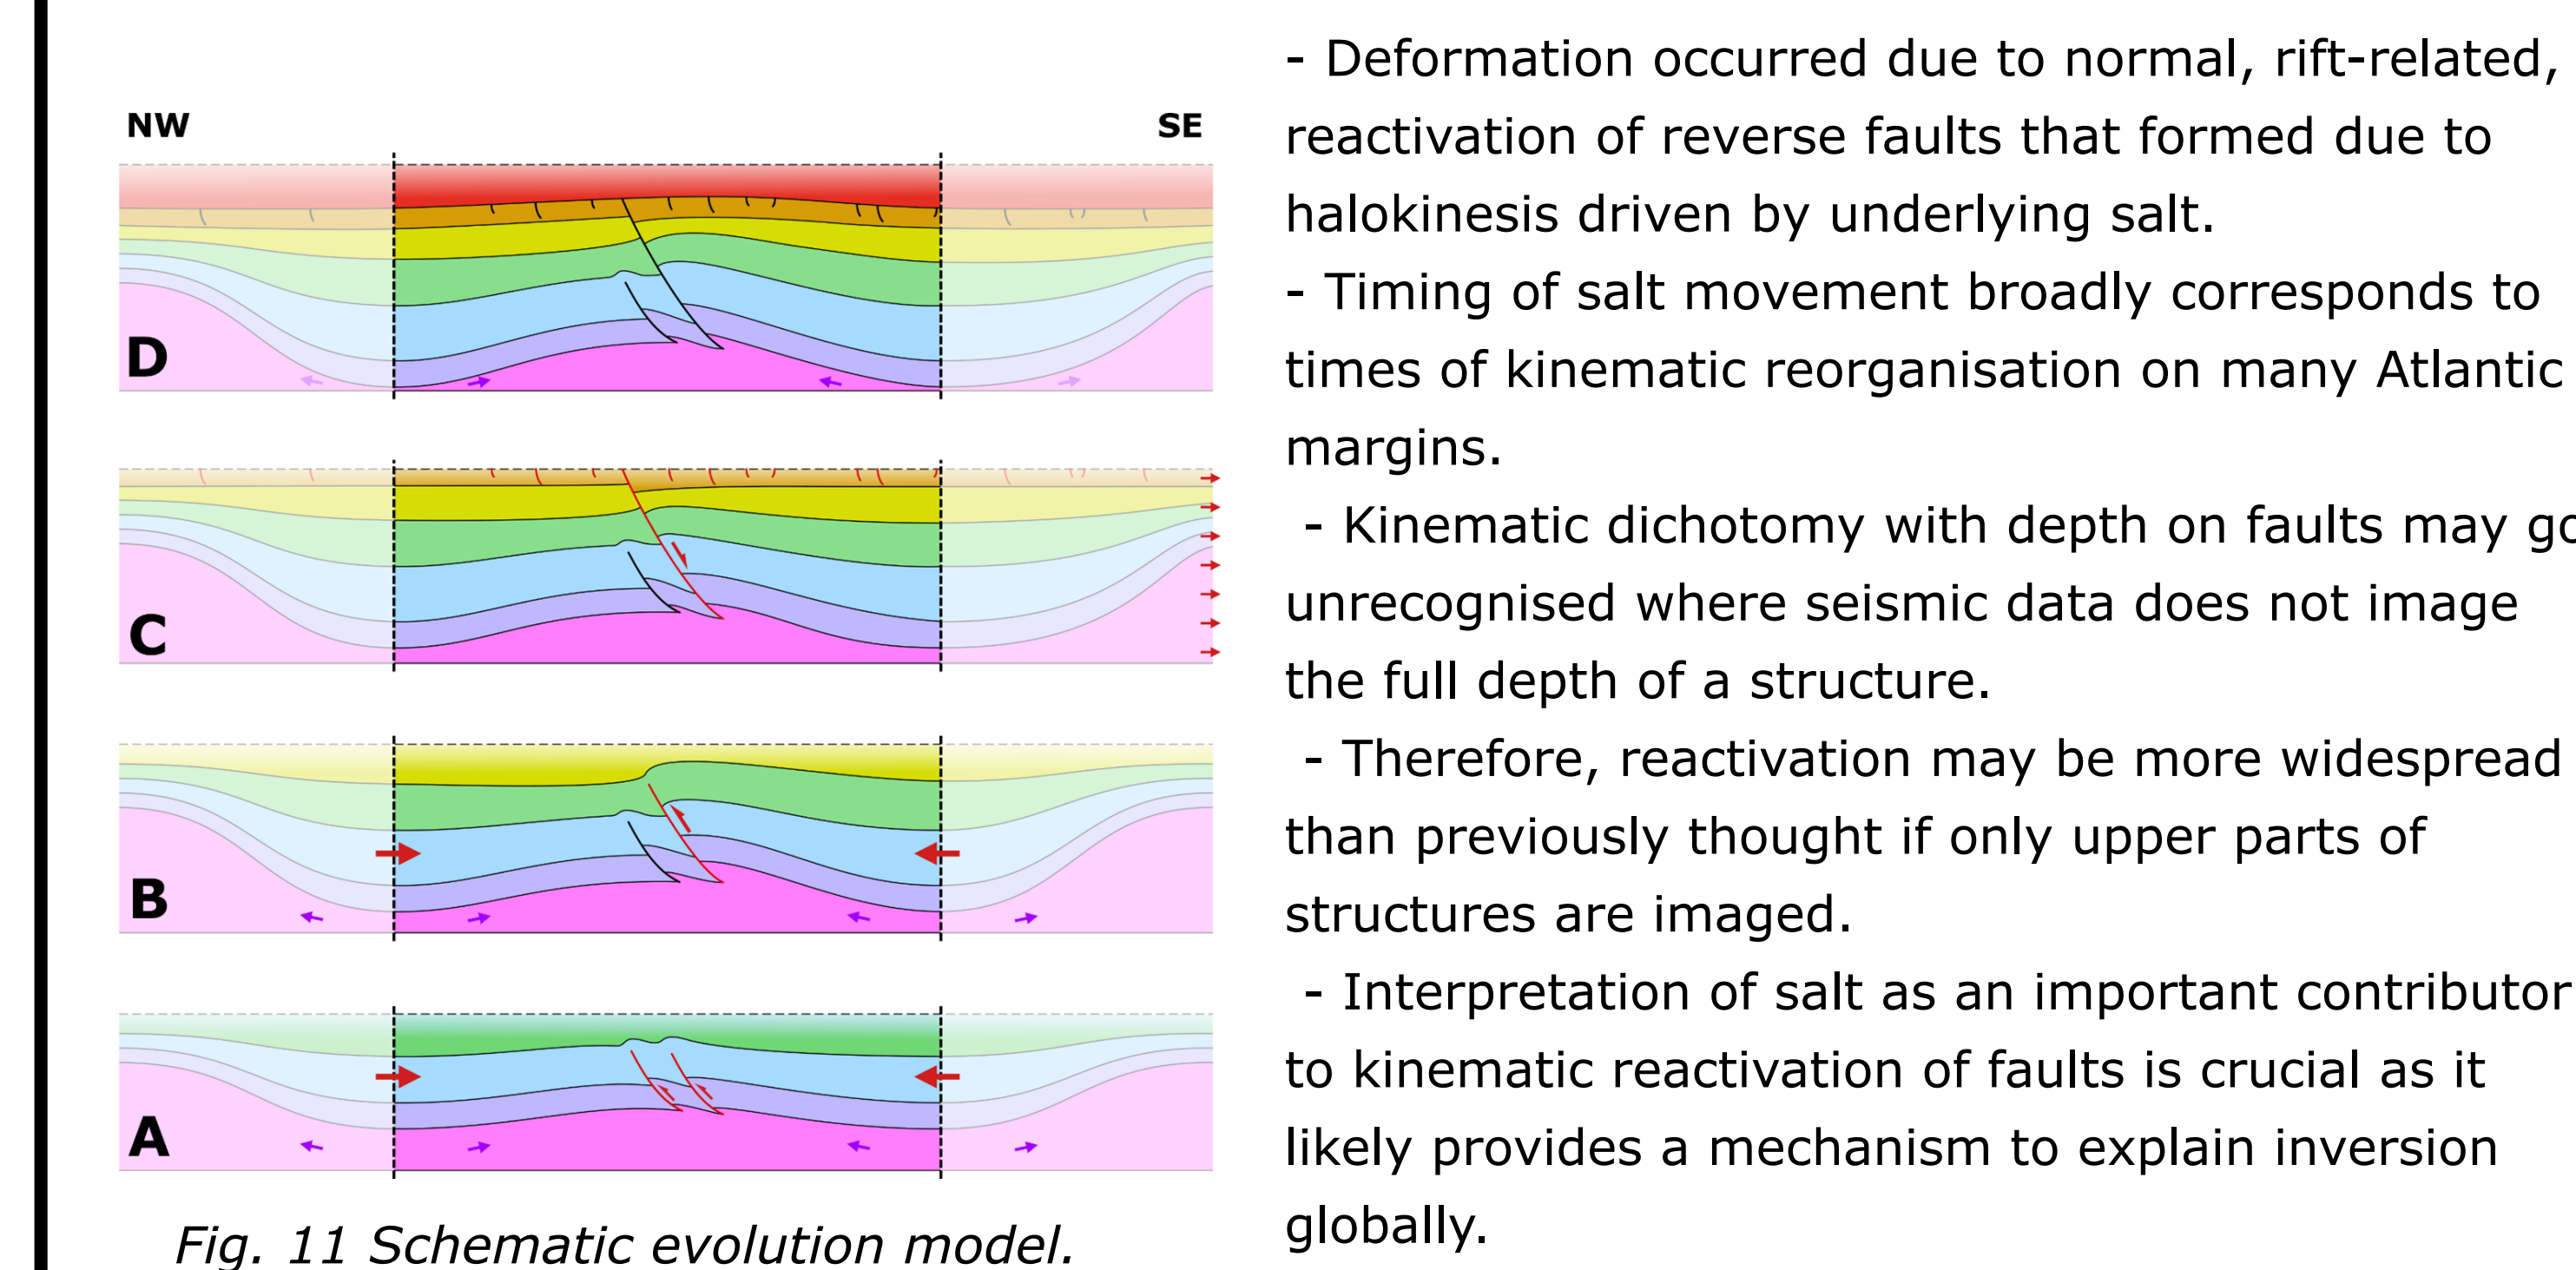 NW
SE
D
C
B
A
Fig. 11 Schematic evolution model.
- Deformation occurred due to normal, rift-related,
reactivation of reverse faults that formed due to
halokinesis driven by underlying salt.
- Timing of salt movement broadly corresponds to
times of kinematic reorganisation on many Atlantic
margins.
- Kinematic dichotomy with depth on faults may go
unrecognised where seismic data does not image
the full depth of a structure.
- Therefore, reactivation may be more widespread
than previously thought if only upper parts of
structures are imaged.
- Interpretation of salt as an important contributor
to kinematic reactivation of faults is crucial as it
likely provides a mechanism to explain inversion
globally.